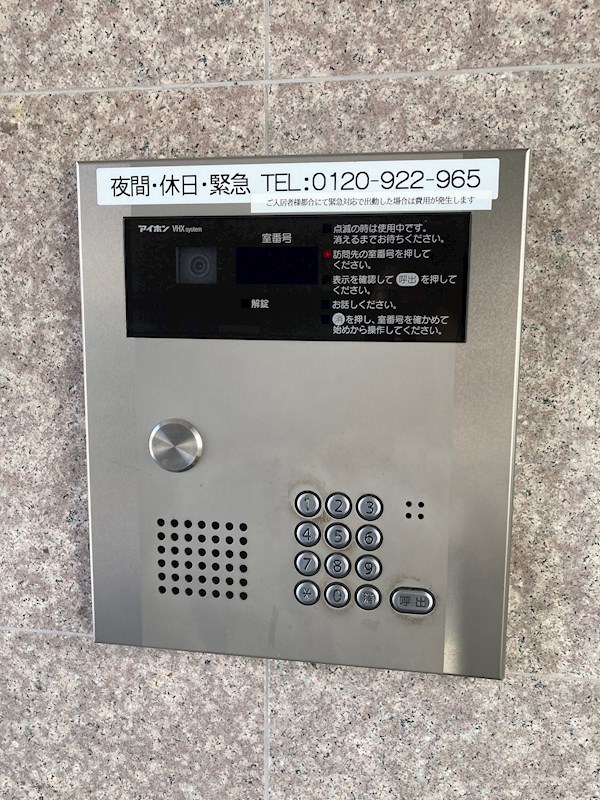 夜間・休日・緊急 TEL:0120-922-965
ご入居者様都合にて緊急対応で出動した場合は費用が発生します
アイホン VHX system
室番号
解錠
点滅の時は使用中です。
消えるまでお待ちください。
訪問先の室番号を押して
ください。
表示を確認して 呼出 を押して
ください。
お話しください。
消 を押し、室番号を確かめて
始めから操作してください。
1 2 3
4 5 6
7 8 9
* 0 消 呼出